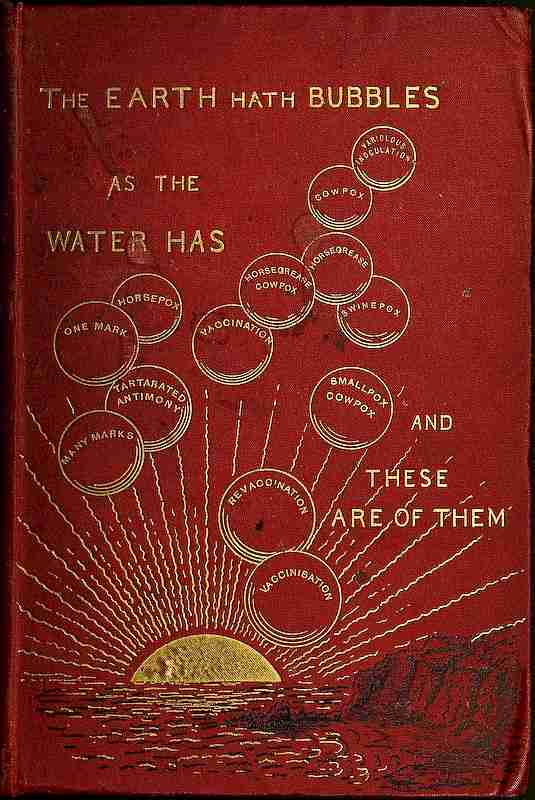 THE EARTH HATH BUBBLES
AS THE
WATER HAS
VARIOLOUS
INOCULATION
COWPOX
HORSEGREASE
HORSEGREASE
COWPOX
SWINEPOX
HORSEPOX
ONE MARK
VACCINATION
TARTARATED
ANTIMONY
SMALLPOX
COWPOX
MANY MARKS
AND
THESE
ARE OF THEM
REVACCINATION
VACCINISATION